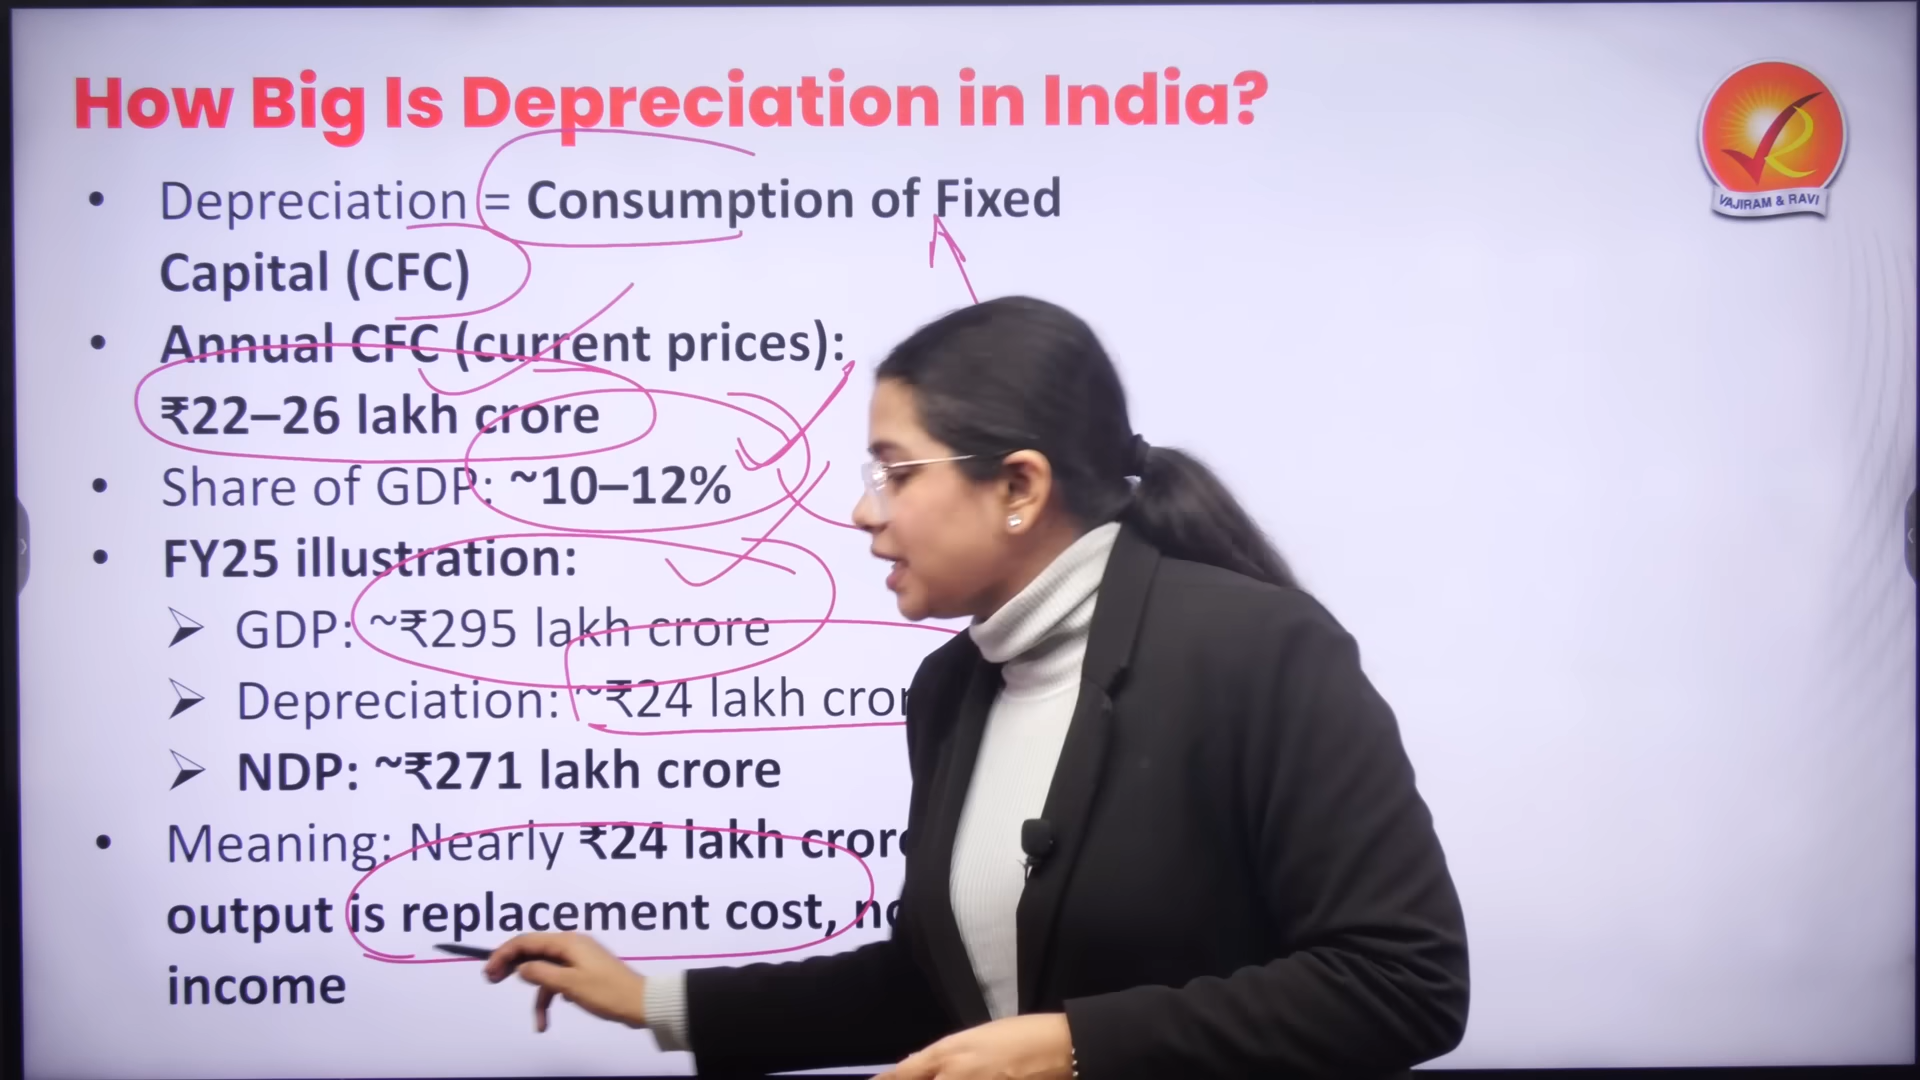 How Big Is Depreciation in India?
• Depreciation = Consumption of Fixed
Capital (CFC)
• Annual CFC (current prices):
₹22–26 lakh crore
• Share of GDP: ~10–12%
• FY25 illustration:
➢ GDP: ~₹295 lakh crore
➢ Depreciation: ~₹24 lakh
➢ NDP: ~₹271 lakh crore
• Meaning: Nearly ₹24 lakh crore
output is replacement cost,
income
VAJIRAM & RAVI